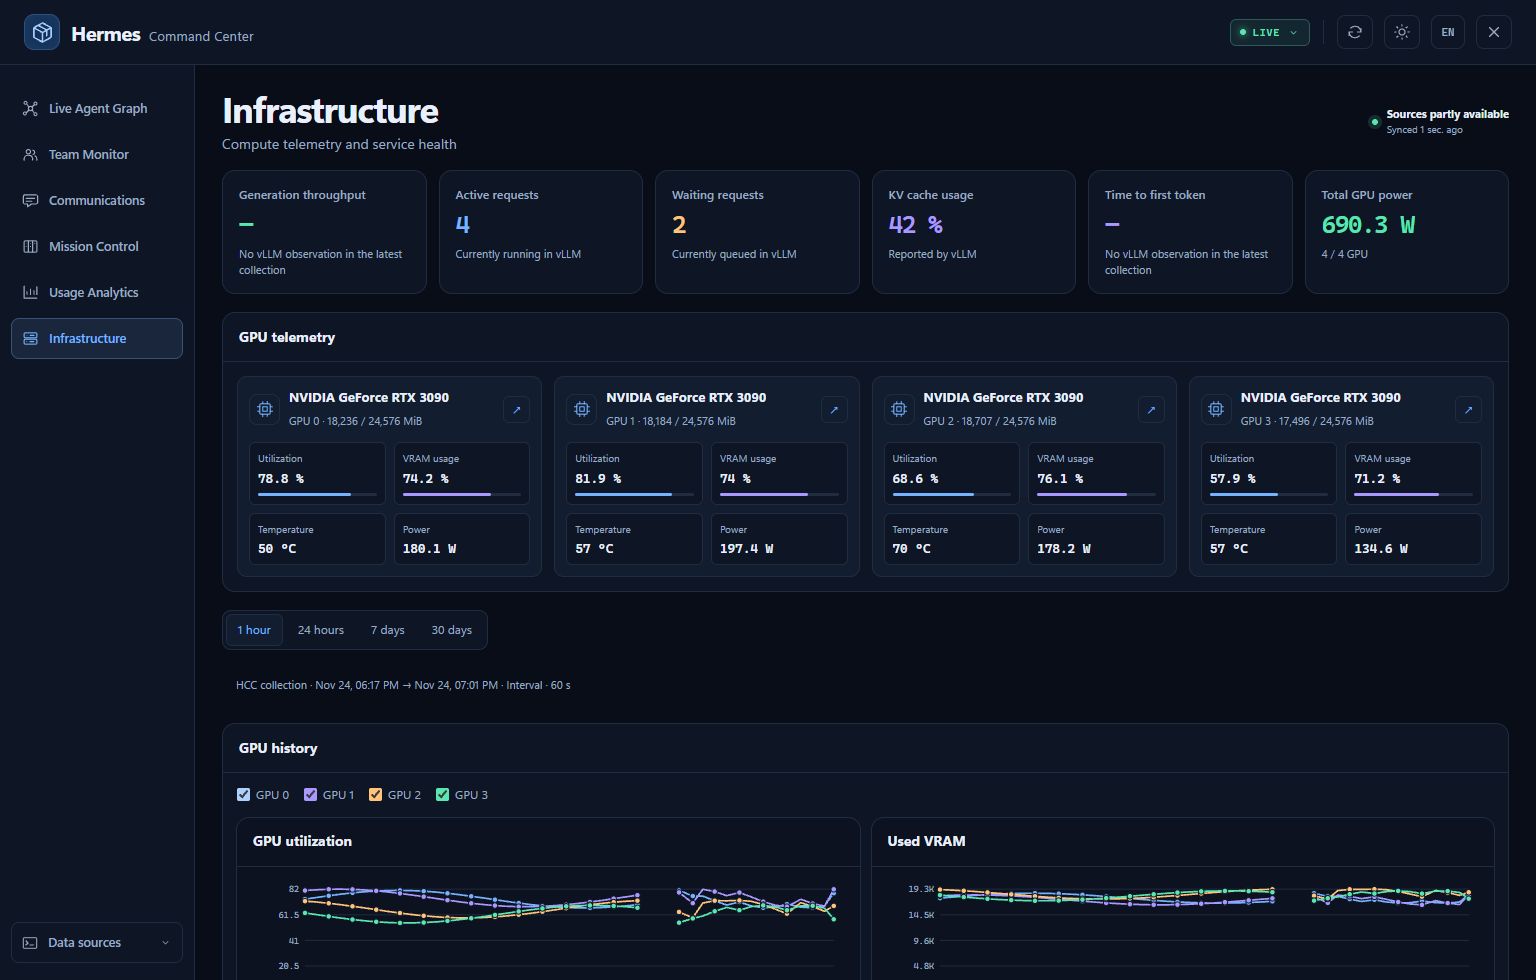 Hermes Command Center
LIVE
EN
Live Agent Graph
Team Monitor
Communications
Mission Control
Usage Analytics
Infrastructure
Data sources
Infrastructure
Compute telemetry and service health
Sources partly available
Synced 1 sec. ago
Generation throughput
—
No vLLM observation in the latest
collection
Active requests
4
Currently running in vLLM
Waiting requests
2
Currently queued in vLLM
KV cache usage
42 %
Reported by vLLM
Time to first token
—
No vLLM observation in the latest
collection
Total GPU power
690.3 W
4 / 4 GPU
GPU telemetry
NVIDIA GeForce RTX 3090
GPU 0 · 18,236 / 24,576 MiB
Utilization
78.8 %
VRAM usage
74.2 %
Temperature
50 °C
Power
180.1 W
NVIDIA GeForce RTX 3090
GPU 1 · 18,184 / 24,576 MiB
Utilization
81.9 %
VRAM usage
74 %
Temperature
57 °C
Power
197.4 W
NVIDIA GeForce RTX 3090
GPU 2 · 18,707 / 24,576 MiB
Utilization
68.6 %
VRAM usage
76.1 %
Temperature
70 °C
Power
178.2 W
NVIDIA GeForce RTX 3090
GPU 3 · 17,496 / 24,576 MiB
Utilization
57.9 %
VRAM usage
71.2 %
Temperature
57 °C
Power
134.6 W
1 hour 24 hours 7 days 30 days
HCC collection · Nov 24, 06:17 PM → Nov 24, 07:01 PM · Interval · 60 s
GPU history
GPU 0 GPU 1 GPU 2 GPU 3
GPU utilization
82
61.5
41
20.5
Used VRAM
19.3K
14.5K
9.6K
4.8K